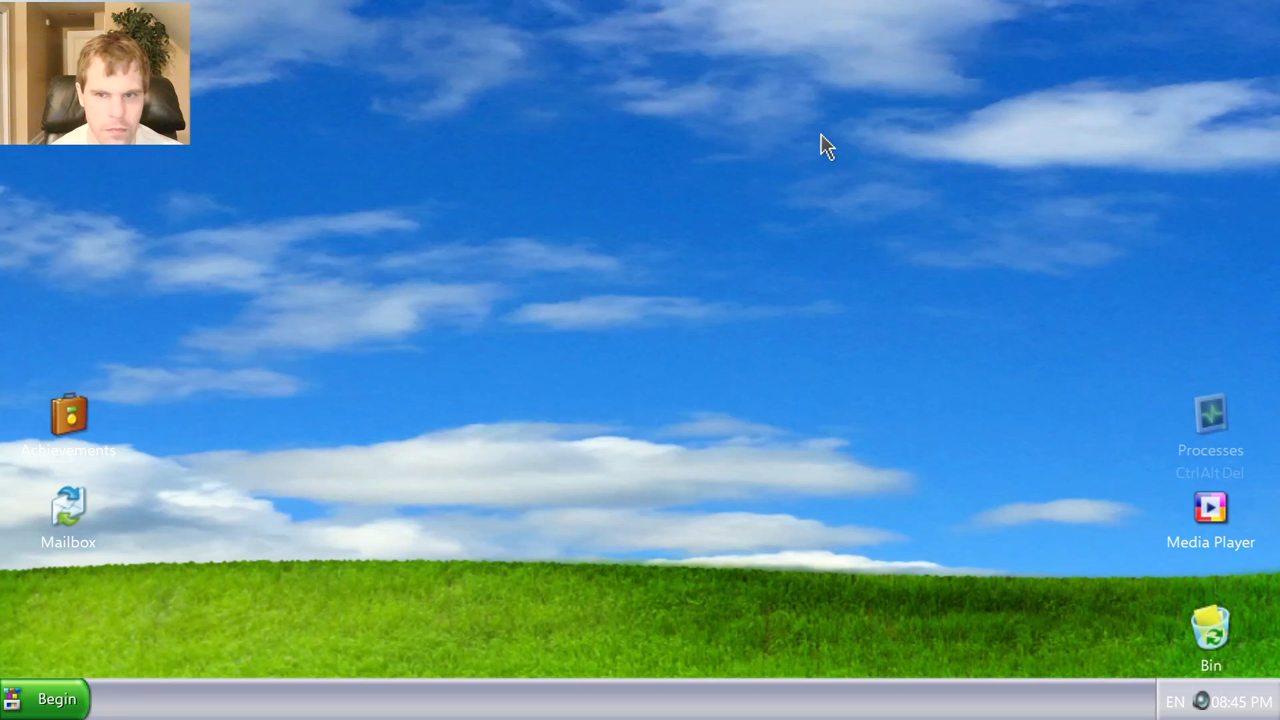 Achievements
Mailbox
Processes
CtrlAltDel
Media Player
Bin
Begin
EN 08:45 PM